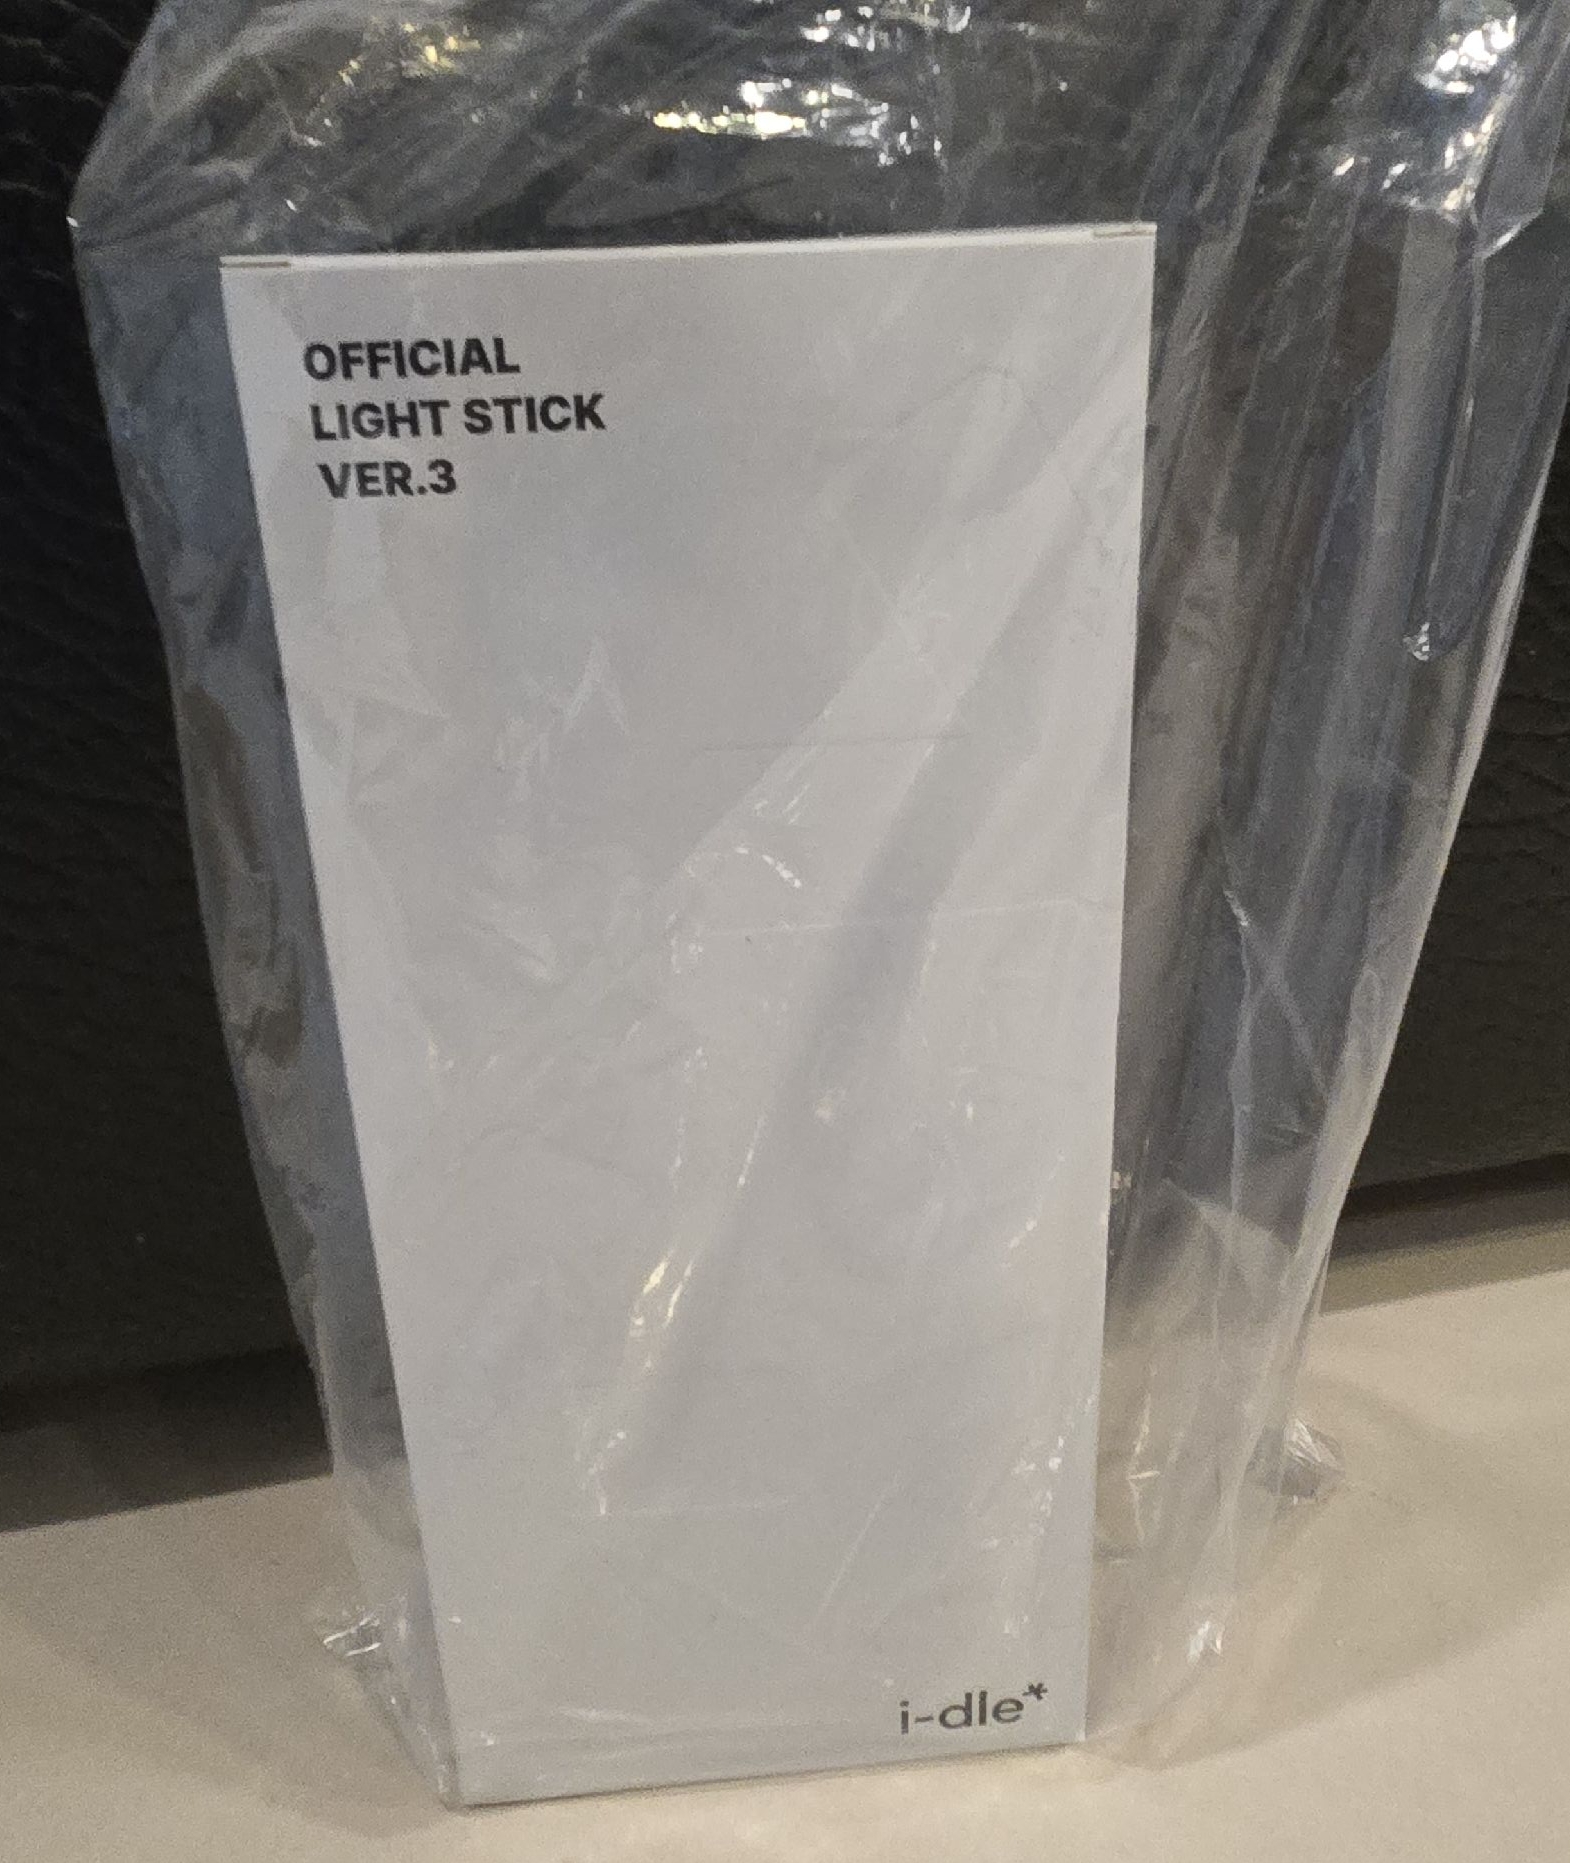 OFFICIAL
LIGHT STICK
VER.3
i-dle*